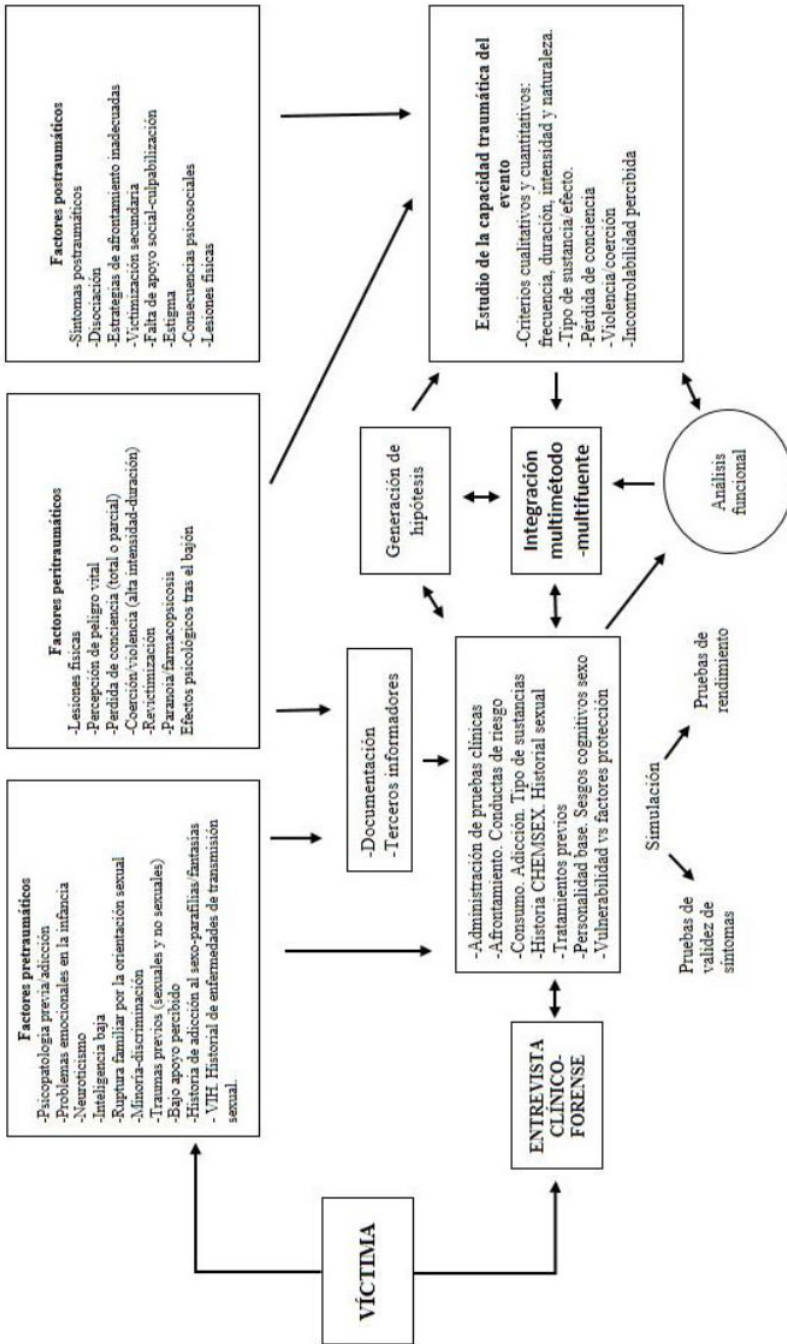 Factores pretraumáticos
-Psicopatología previa/adicción
-Problemas emocionales en la infancia
-Neuroticismo
-Inteligencia baja
-Ruptura familiar por la orientación sexual
-Minoría-discriminación
-Traumas previos (sexuales y no sexuales)
-Bajo apoyo percibido
-Historia de adicción al sexo-parafilias/fantasías
- VIH. Historial de enfermedades de transmisión
sexual.
Factores peritraumáticos
-Lesiones físicas
-Percepción de peligro vital
-Perdida de conciencia (total o parcial)
-Coerción/violencia (alta intensidad-duración)
-Revictimización
-Paranoia/farmacopsicosis
Efectos psicológicos tras el bajón
Factores postraumáticos
-Síntomas postraumáticos
-Disociación
-Estrategias de afrontamiento inadecuadas
-Victimización secundaria
-Falta de apoyo social-culpabilización
-Estigma
-Consecuencias psicosociales
-Lesiones físicas
VÍCTIMA
-Documentación
-Terceros informadores
ENTREVISTA
CLÍNICO-
FORENSE
-Administración de pruebas clínicas
-Afrontamiento. Conductas de riesgo
-Consumo. Adicción. Tipo de sustancias
-Historia CHEMSEX. Historial sexual
-Tratamientos previos
-Personalidad base. Sesgos cognitivos sexo
-Vulnerabilidad vs factores protección
Generación de
hipótesis
Integración
multimétodo
-multifuente
Estudio de la capacidad traumática del
evento
-Criterios cualitativos y cuantitativos:
frecuencia, duración, intensidad y naturaleza.
-Tipo de sustancia/efecto.
-Pérdida de conciencia
-Violencia/coerción
-Incontrolabilidad percibida
Análisis
funcional
Simulación
Pruebas de
validez de
síntomas
Pruebas de
rendimiento